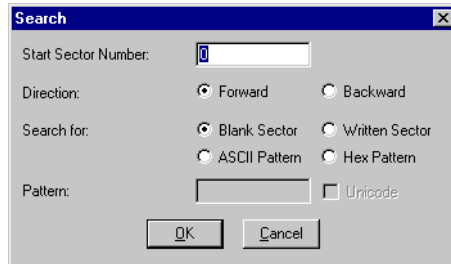 Search
Start Sector Number: 0
Direction: Forward Backward
Search for: Blank Sector Written Sector
ASCII Pattern Hex Pattern
Pattern: Unicode
OK Cancel